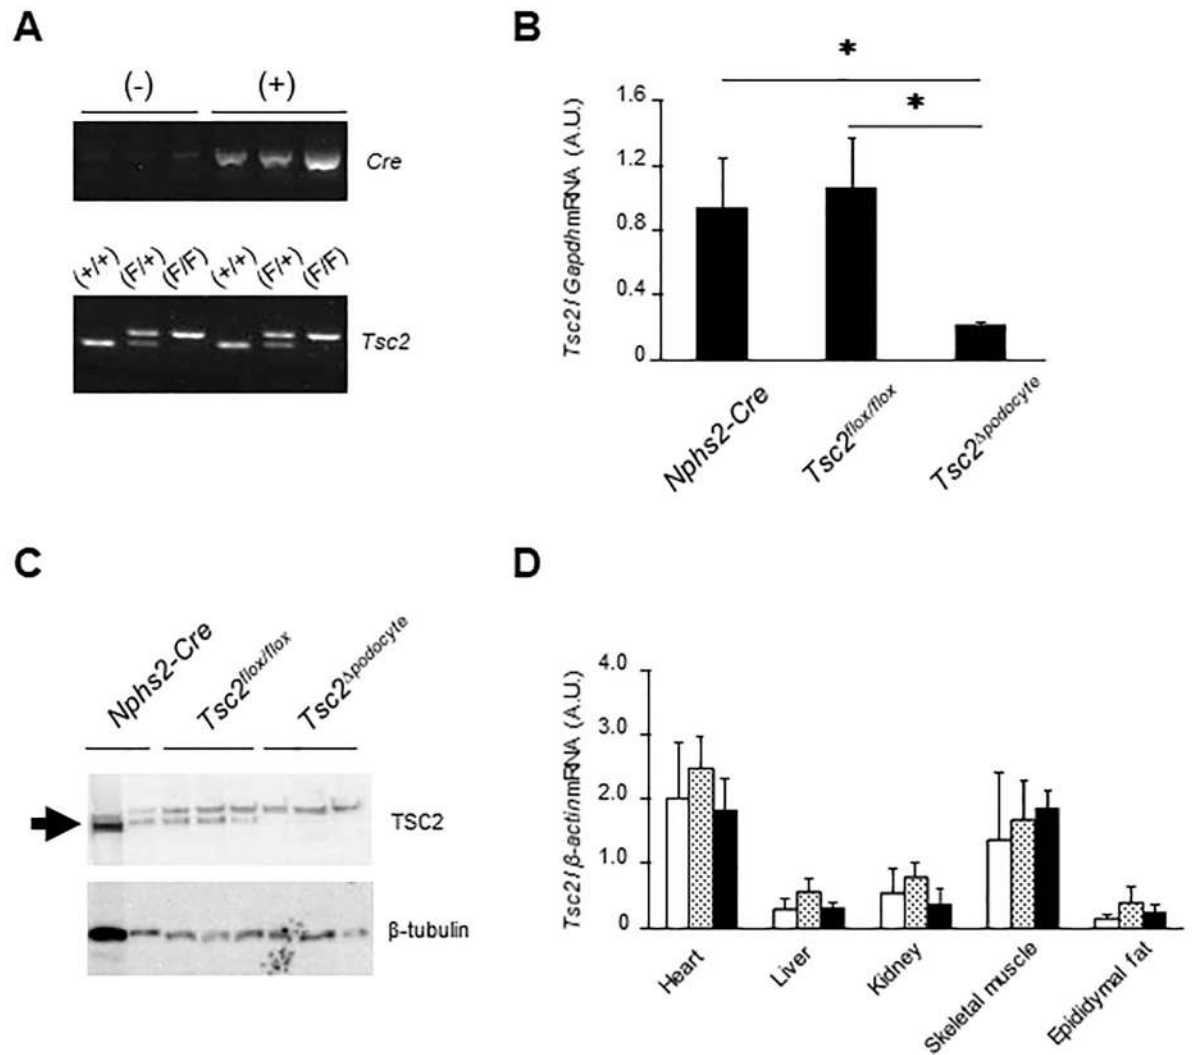 A
(-) (+)
Cre
(+/+) (F/+) (F/F) (+/+) (F/+) (F/F)
Tsc2
B
*
*
Tsc2 / Gapdh mRNA (A.U.)
1.6
1.2
0.8
0.4
0
Nphs2-Cre
Tsc2flox/flox
Tsc2Δpodocyte
C
Nphs2-Cre
Tsc2flox/flox
Tsc2Δpodocyte
TSC2
β-tubulin
D
Tsc2 / β-actin mRNA (A.U.)
4.0
3.0
2.0
1.0
0
Heart
Liver
Kidney
Skeletal muscle
Epididymal fat